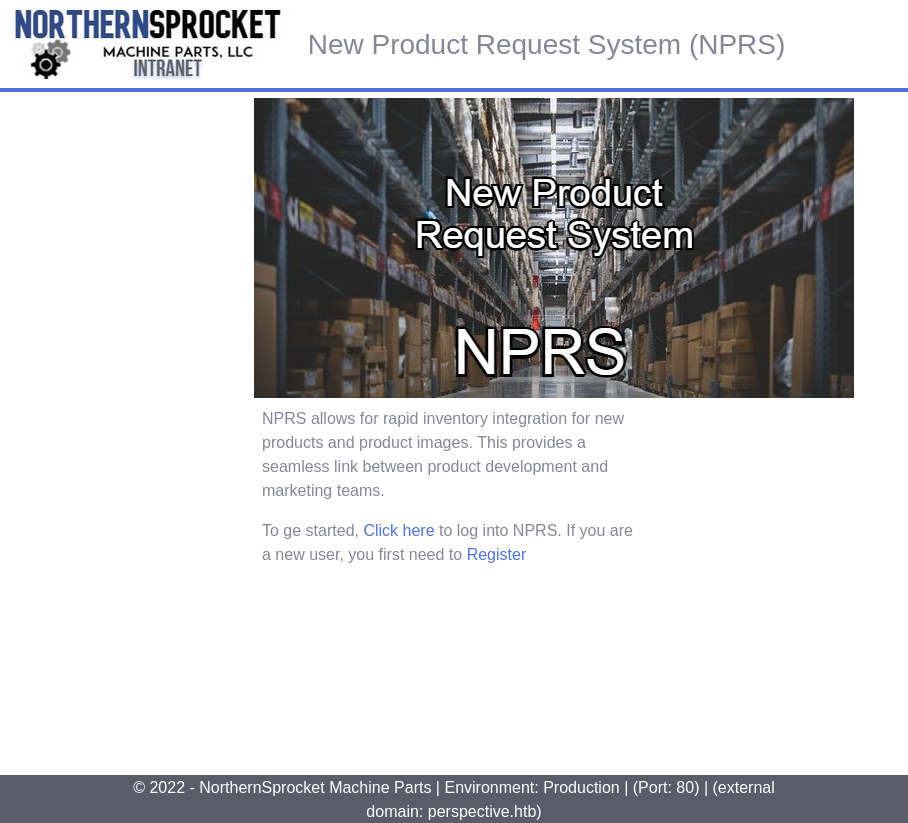 NORTHERNSPROCKET
MACHINE PARTS, LLC
INTRANET
New Product Request System (NPRS)
New Product
Request System
NPRS
NPRS allows for rapid inventory integration for new
products and product images. This provides a
seamless link between product development and
marketing teams.
To ge started, Click here to log into NPRS. If you are
a new user, you first need to Register
© 2022 - NorthernSprocket Machine Parts | Environment: Production | (Port: 80) | (external
domain: perspective.htb)